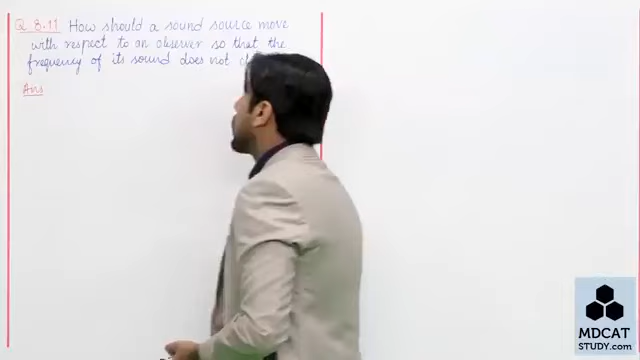 Q 8.11 How should a sound source move
with respect to an observer so that the
frequency of its sound does not
Ans
MDCAT
STUDY.com